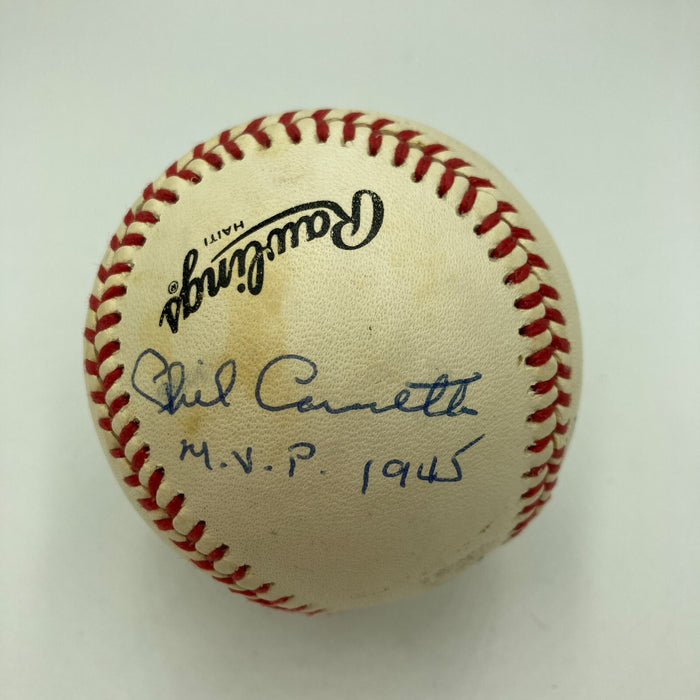 Rawlings®
HAITI
Phil Cavarretta
M.V.P. 1945